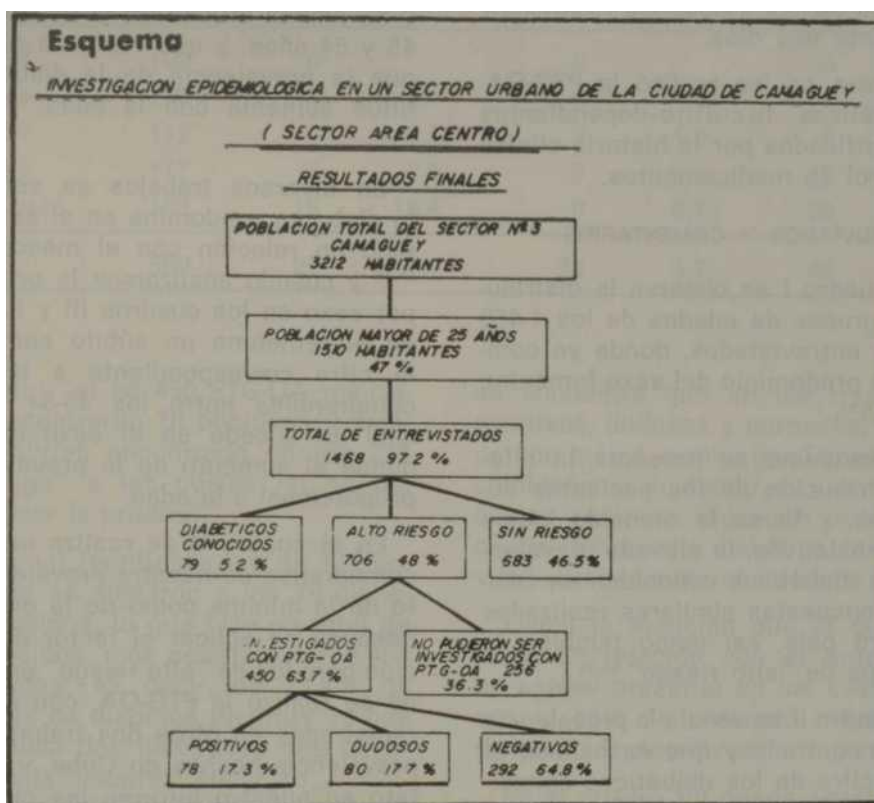 Esquema
INVESTIGACION EPIDEMIOLOGICA EN UN SECTOR URBANO DE LA CIUDAD DE CAMAGUEY
( SECTOR AREA CENTRO )
RESULTADOS FINALES
POBLACION TOTAL DEL SECTOR Nº 3
CAMAGUEY
3212 HABITANTES
POBLACION MAYOR DE 25 AÑOS
1510 HABITANTES
47 %
TOTAL DE ENTREVISTADOS
1468 97.2 %
DIABETICOS
CONOCIDOS
79 5.2 %
ALTO RIESGO
706 48 %
SIN RIESGO
683 46.5%
IN.ESTIGADOS
CON PTG-OA
450 63.7 %
NO PUDIERON SER
INVESTIGADOS CON
PTG-OA 256
36.3 %
POSITIVOS
78 17.3 %
DUDOSOS
80 17.7 %
NEGATIVOS
292 64.8 %